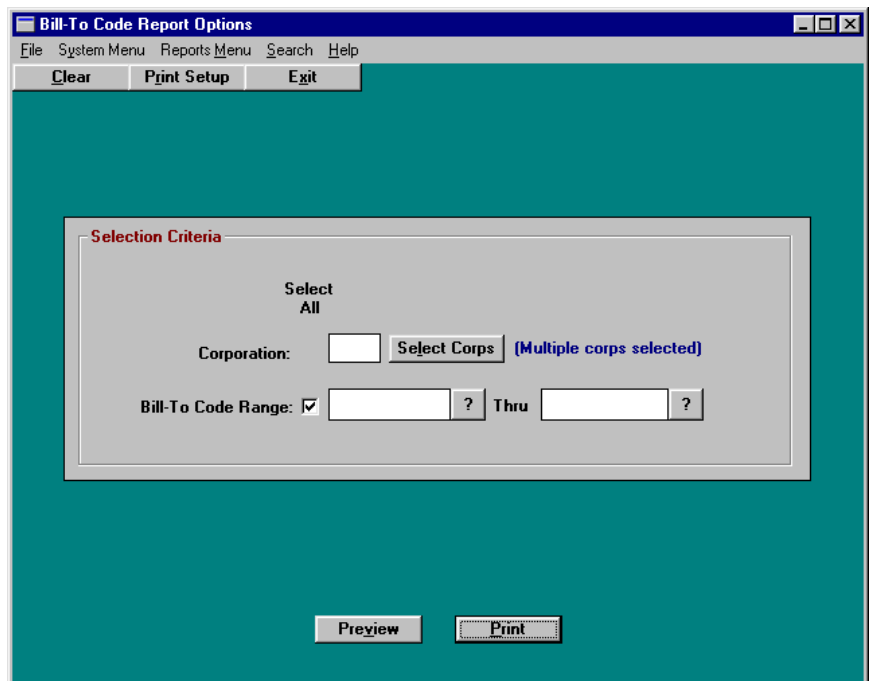 Bill-To Code Report Options
File System Menu Reports Menu Search Help
Clear Print Setup Exit
Selection Criteria
Select
All
Corporation: Select Corps (Multiple corps selected)
Bill-To Code Range: ? Thru ?
Preview Print